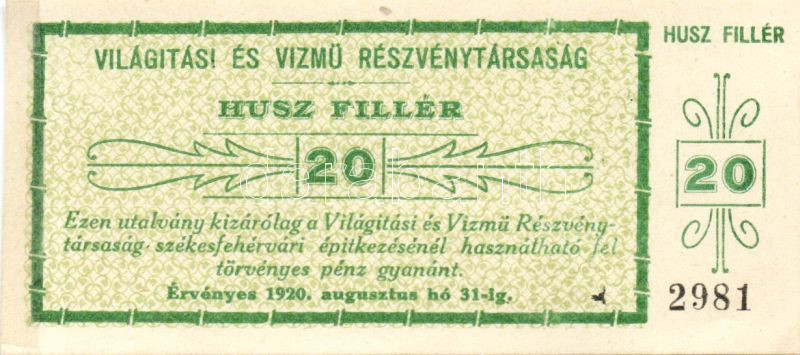 VILÁGITÁSI ÉS VIZMÜ RÉSZVÉNYTÁRSASÁG
HUSZ FILLÉR
20
Ezen utalvány kizárólag a Világitási és Vizmü Részvény-
társaság székesfehérvári épitkezésénél használható fel
törvényes pénz gyanánt.
Érvényes 1920. augusztus hó 31-ig.
HUSZ FILLÉR
20
2981
darabanth